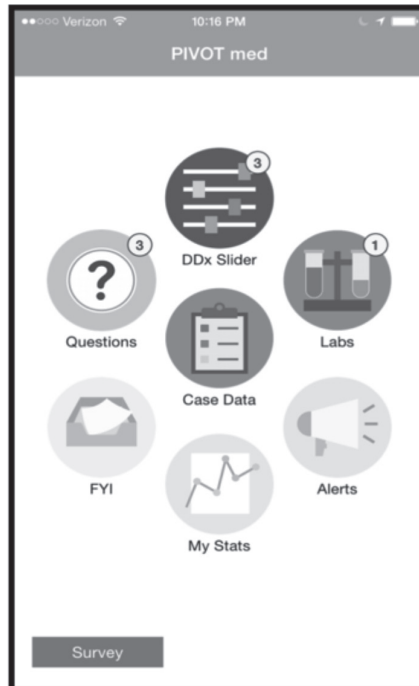 Verizon 10:16 PM
PIVOT med
3
DDx Slider
3
?
Questions
1
Labs
Case Data
FYI
Alerts
My Stats
Survey